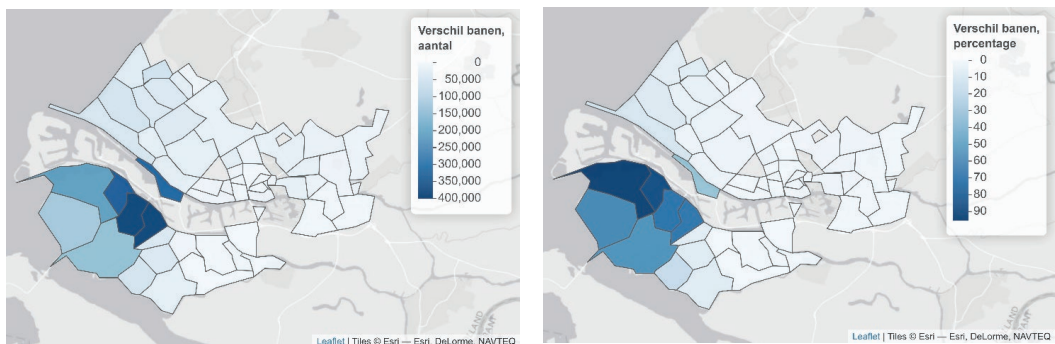 Verschil banen,
aantal
0
50,000
100,000
150,000
200,000
250,000
300,000
350,000
400,000
LAND
Leaflet | Tiles © Esri — Esri, DeLorme, NAVTEQ
Verschil banen,
percentage
0
10
20
30
40
50
60
70
80
90
LAND
Leaflet | Tiles © Esri — Esri, DeLorme, NAVTEQ